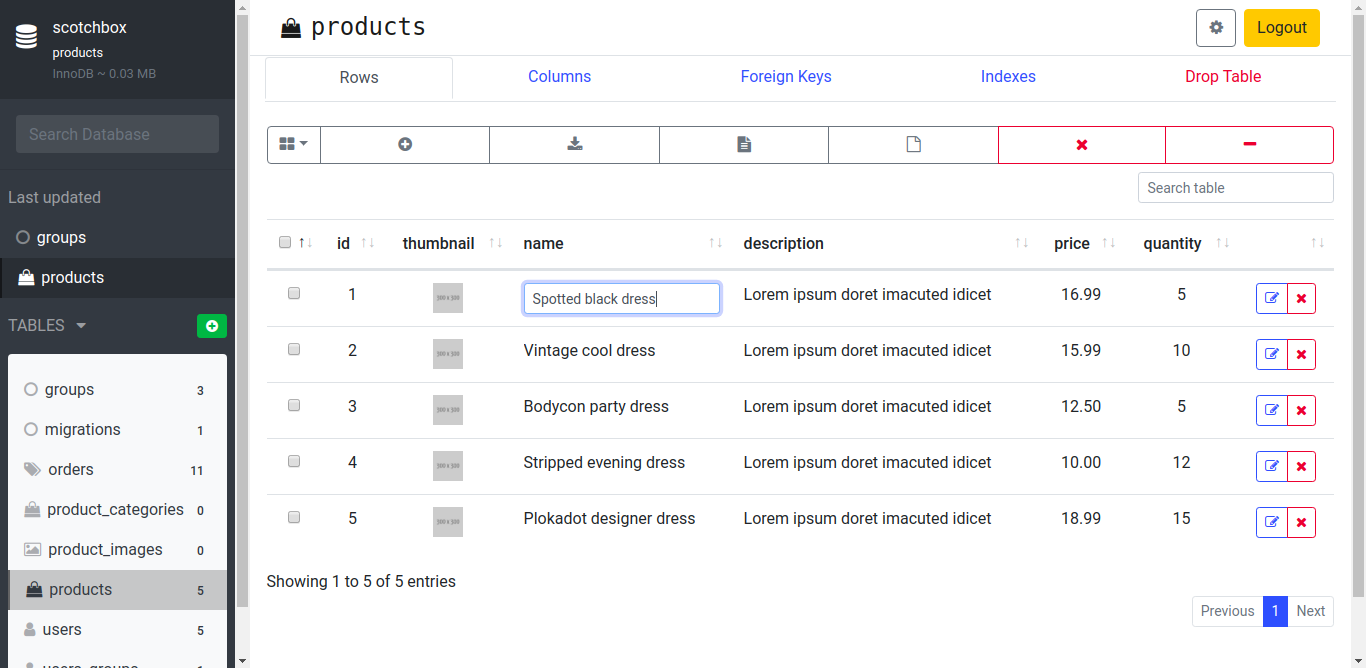 scotchbox
products
InnoDB ~ 0.03 MB
Search Database
Last updated
groups
products
TABLES
groups 3
migrations 1
orders 11
product_categories 0
product_images 0
products 5
users 5
users_groups 1
products
Logout
Rows Columns Foreign Keys Indexes Drop Table
Search table
id thumbnail name description price quantity
1 Spotted black dress Lorem ipsum doret imacuted idicet 16.99 5
2 Vintage cool dress Lorem ipsum doret imacuted idicet 15.99 10
3 Bodycon party dress Lorem ipsum doret imacuted idicet 12.50 5
4 Stripped evening dress Lorem ipsum doret imacuted idicet 10.00 12
5 Plokadot designer dress Lorem ipsum doret imacuted idicet 18.99 15
Showing 1 to 5 of 5 entries
Previous 1 Next